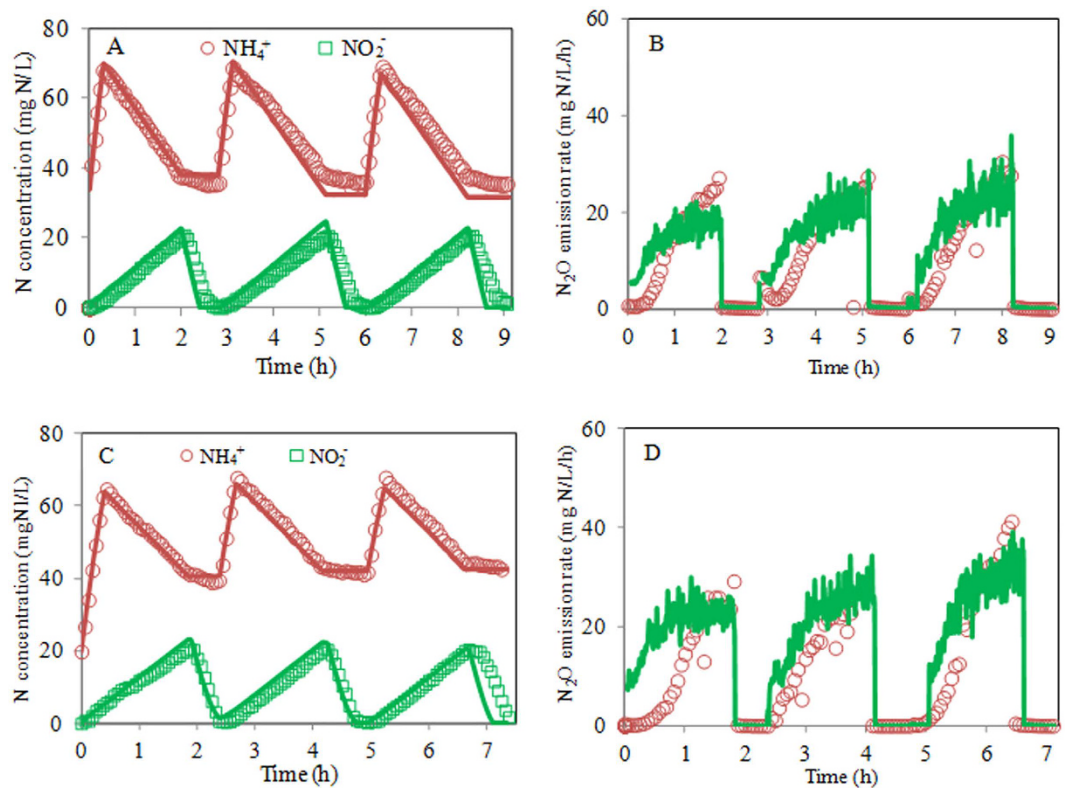 A
NH₄⁺
NO₂⁻
N concentration (mg N/L)
80
60
40
20
0
0 1 2 3 4 5 6 7 8 9
Time (h)
B
N₂O emission rate (mg N/L/h)
60
40
20
0
0 1 2 3 4 5 6 7 8 9
Time (h)
C
NH₄⁺
NO₂⁻
N concentration (mgNl/L)
80
60
40
20
0
0 1 2 3 4 5 6 7
Time (h)
D
N₂O emission rate (mg N/L/h)
60
40
20
0
0 1 2 3 4 5 6 7
Time (h)